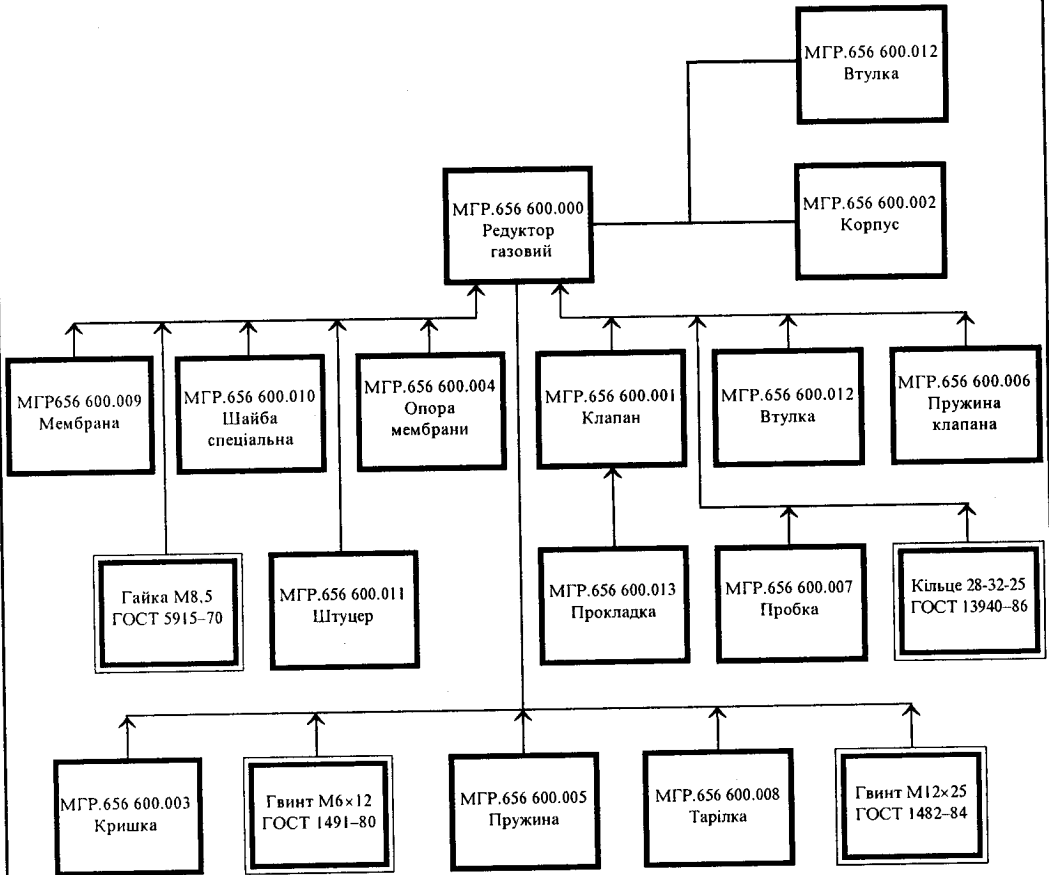 МГР.656 600.012
Втулка
МГР.656 600.000
Редуктор
газовий
МГР.656 600.002
Корпус
МГР656 600.009
Мембрана
МГР.656 600.010
Шайба
спеціальна
МГР.656 600.004
Опора
мембрани
МГР.656 600.001
Клапан
МГР.656 600.012
Втулка
МГР.656 600.006
Пружина
клапана
Гайка М8.5
ГОСТ 5915–70
МГР.656 600.011
Штуцер
МГР.656 600.013
Прокладка
МГР.656 600.007
Пробка
Кільце 28-32-25
ГОСТ 13940–86
МГР.656 600.003
Кришка
Гвинт М6×12
ГОСТ 1491–80
МГР.656 600.005
Пружина
МГР.656 600.008
Тарілка
Гвинт М12×25
ГОСТ 1482–84